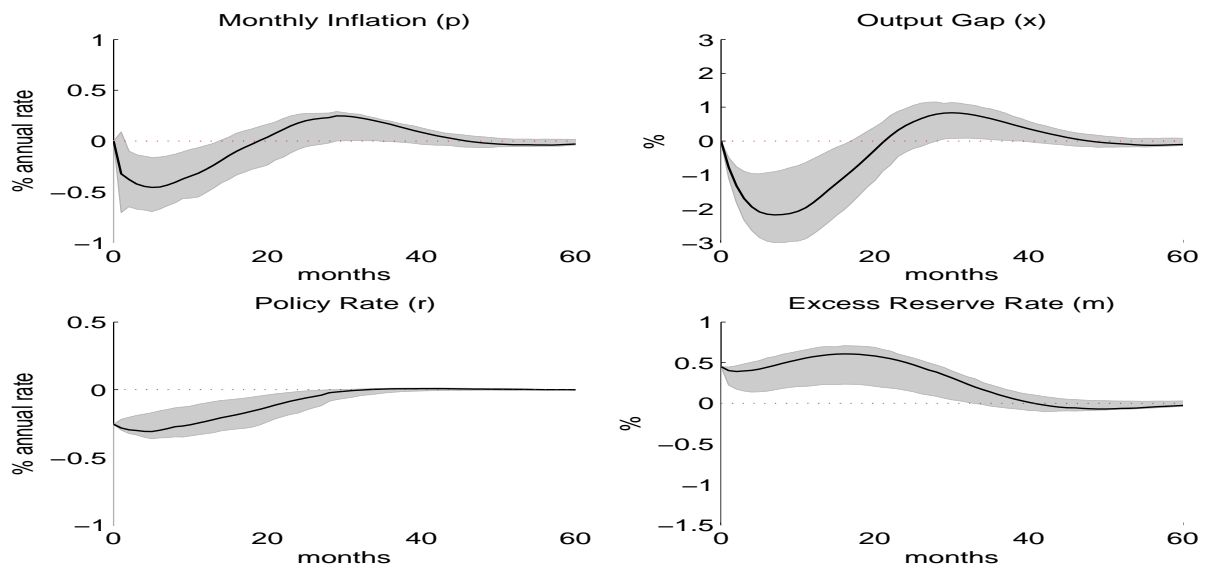 Monthly Inflation (p)
1
0.5
0
−0.5
−1
% annual rate
0 20 40 60
months
Output Gap (x)
3
2
1
0
−1
−2
−3
%
0 20 40 60
months
Policy Rate (r)
0.5
0
−0.5
−1
% annual rate
0 20 40 60
months
Excess Reserve Rate (m)
1
0.5
0
−0.5
−1
−1.5
%
0 20 40 60
months